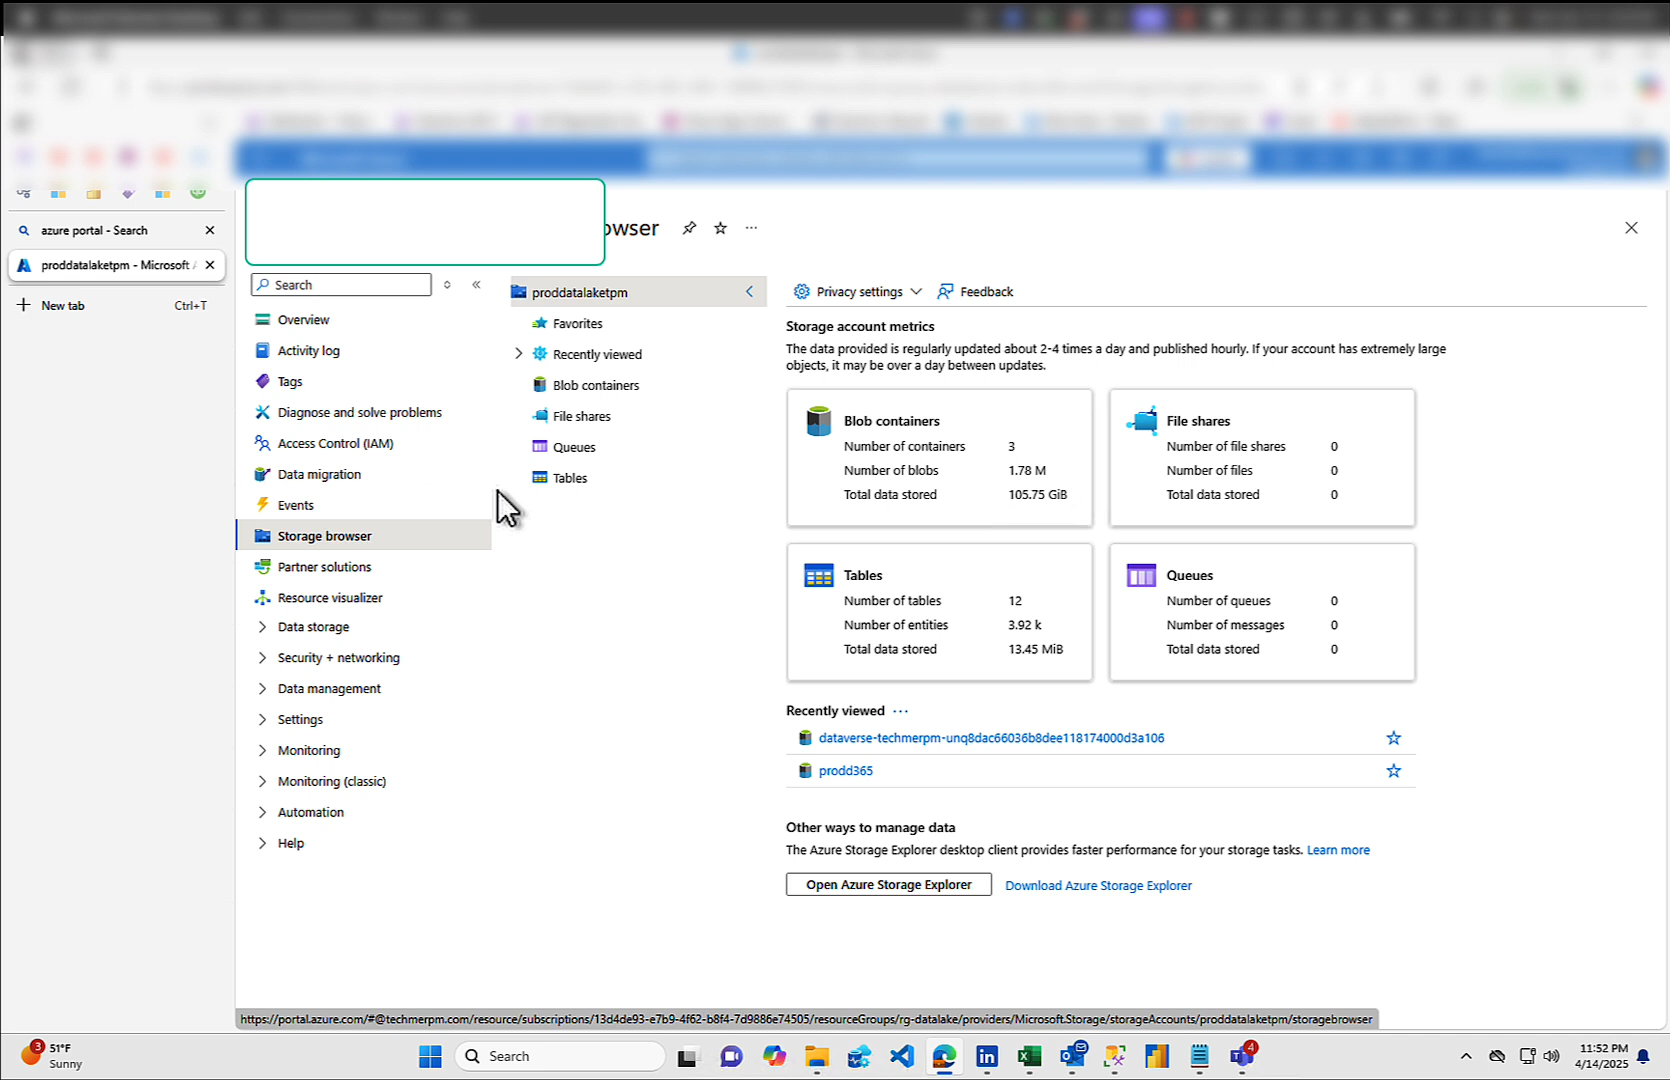 azure portal - Search
proddatalaketpm - Microsoft
New tab
Ctrl+T
owser
Search
Overview
Activity log
Tags
Diagnose and solve problems
Access Control (IAM)
Data migration
Events
Storage browser
Partner solutions
Resource visualizer
Data storage
Security + networking
Data management
Settings
Monitoring
Monitoring (classic)
Automation
Help
proddatalaketpm
Favorites
Recently viewed
Blob containers
File shares
Queues
Tables
Privacy settings
Feedback
Storage account metrics
The data provided is regularly updated about 2-4 times a day and published hourly. If your account has extremely large
objects, it may be over a day between updates.
Blob containers
Number of containers 3
Number of blobs 1.78 M
Total data stored 105.75 GiB
File shares
Number of file shares 0
Number of files 0
Total data stored 0
Tables
Number of tables 12
Number of entities 3.92 k
Total data stored 13.45 MiB
Queues
Number of queues 0
Number of messages 0
Total data stored 0
Recently viewed ...
dataverse-techmerpm-unq8dac66036b8dee118174000d3a106
prodd365
Other ways to manage data
The Azure Storage Explorer desktop client provides faster performance for your storage tasks. Learn more
Open Azure Storage Explorer
Download Azure Storage Explorer
https://portal.azure.com/#@techmerpm.com/resource/subscriptions/13d4de93-e7b9-4f62-b8f4-7d9886e74505/resourceGroups/rg-datalake/providers/Microsoft.Storage/storageAccounts/proddatalaketpm/storagebrowser
3
51°F
Sunny
Search
4
11:52 PM
4/14/2025